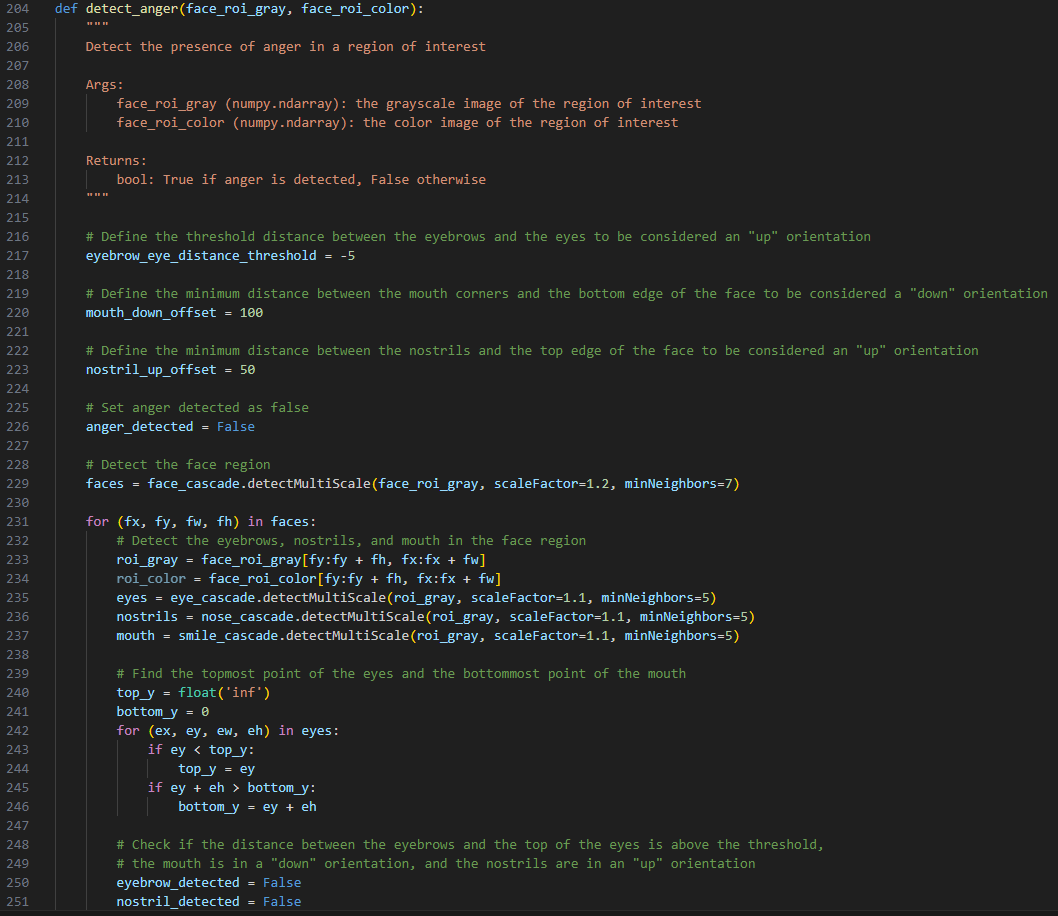 204 def detect_anger(face_roi_gray, face_roi_color):
205     """
206     Detect the presence of anger in a region of interest
207
208     Args:
209         face_roi_gray (numpy.ndarray): the grayscale image of the region of interest
210         face_roi_color (numpy.ndarray): the color image of the region of interest
211
212     Returns:
213         bool: True if anger is detected, False otherwise
214     """
215
216     # Define the threshold distance between the eyebrows and the eyes to be considered an "up" orientation
217     eyebrow_eye_distance_threshold = -5
218
219     # Define the minimum distance between the mouth corners and the bottom edge of the face to be considered a "down" orientation
220     mouth_down_offset = 100
221
222     # Define the minimum distance between the nostrils and the top edge of the face to be considered an "up" orientation
223     nostril_up_offset = 50
224
225     # Set anger detected as false
226     anger_detected = False
227
228     # Detect the face region
229     faces = face_cascade.detectMultiScale(face_roi_gray, scaleFactor=1.2, minNeighbors=7)
230
231     for (fx, fy, fw, fh) in faces:
232         # Detect the eyebrows, nostrils, and mouth in the face region
233         roi_gray = face_roi_gray[fy:fy + fh, fx:fx + fw]
234         roi_color = face_roi_color[fy:fy + fh, fx:fx + fw]
235         eyes = eye_cascade.detectMultiScale(roi_gray, scaleFactor=1.1, minNeighbors=5)
236         nostrils = nose_cascade.detectMultiScale(roi_gray, scaleFactor=1.1, minNeighbors=5)
237         mouth = smile_cascade.detectMultiScale(roi_gray, scaleFactor=1.1, minNeighbors=5)
238
239         # Find the topmost point of the eyes and the bottommost point of the mouth
240         top_y = float('inf')
241         bottom_y = 0
242         for (ex, ey, ew, eh) in eyes:
243             if ey < top_y:
244                 top_y = ey
245             if ey + eh > bottom_y:
246                 bottom_y = ey + eh
247
248         # Check if the distance between the eyebrows and the top of the eyes is above the threshold,
249         # the mouth is in a "down" orientation, and the nostrils are in an "up" orientation
250         eyebrow_detected = False
251         nostril_detected = False